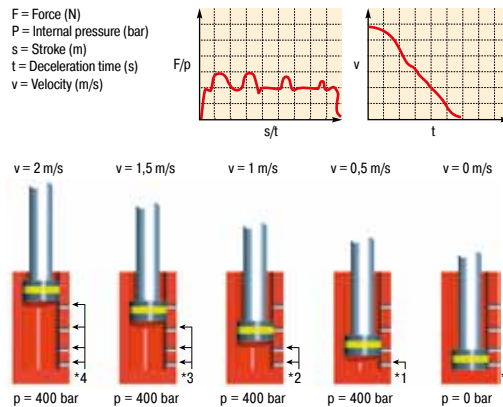 F = Force (N)
P = Internal pressure (bar)
s = Stroke (m)
t = Deceleration time (s)
v = Velocity (m/s)
F/p
s/t
v
t
v = 2 m/s
v = 1,5 m/s
v = 1 m/s
v = 0,5 m/s
v = 0 m/s
*4
*3
*2
*1
p = 400 bar
p = 400 bar
p = 400 bar
p = 400 bar
p = 0 bar